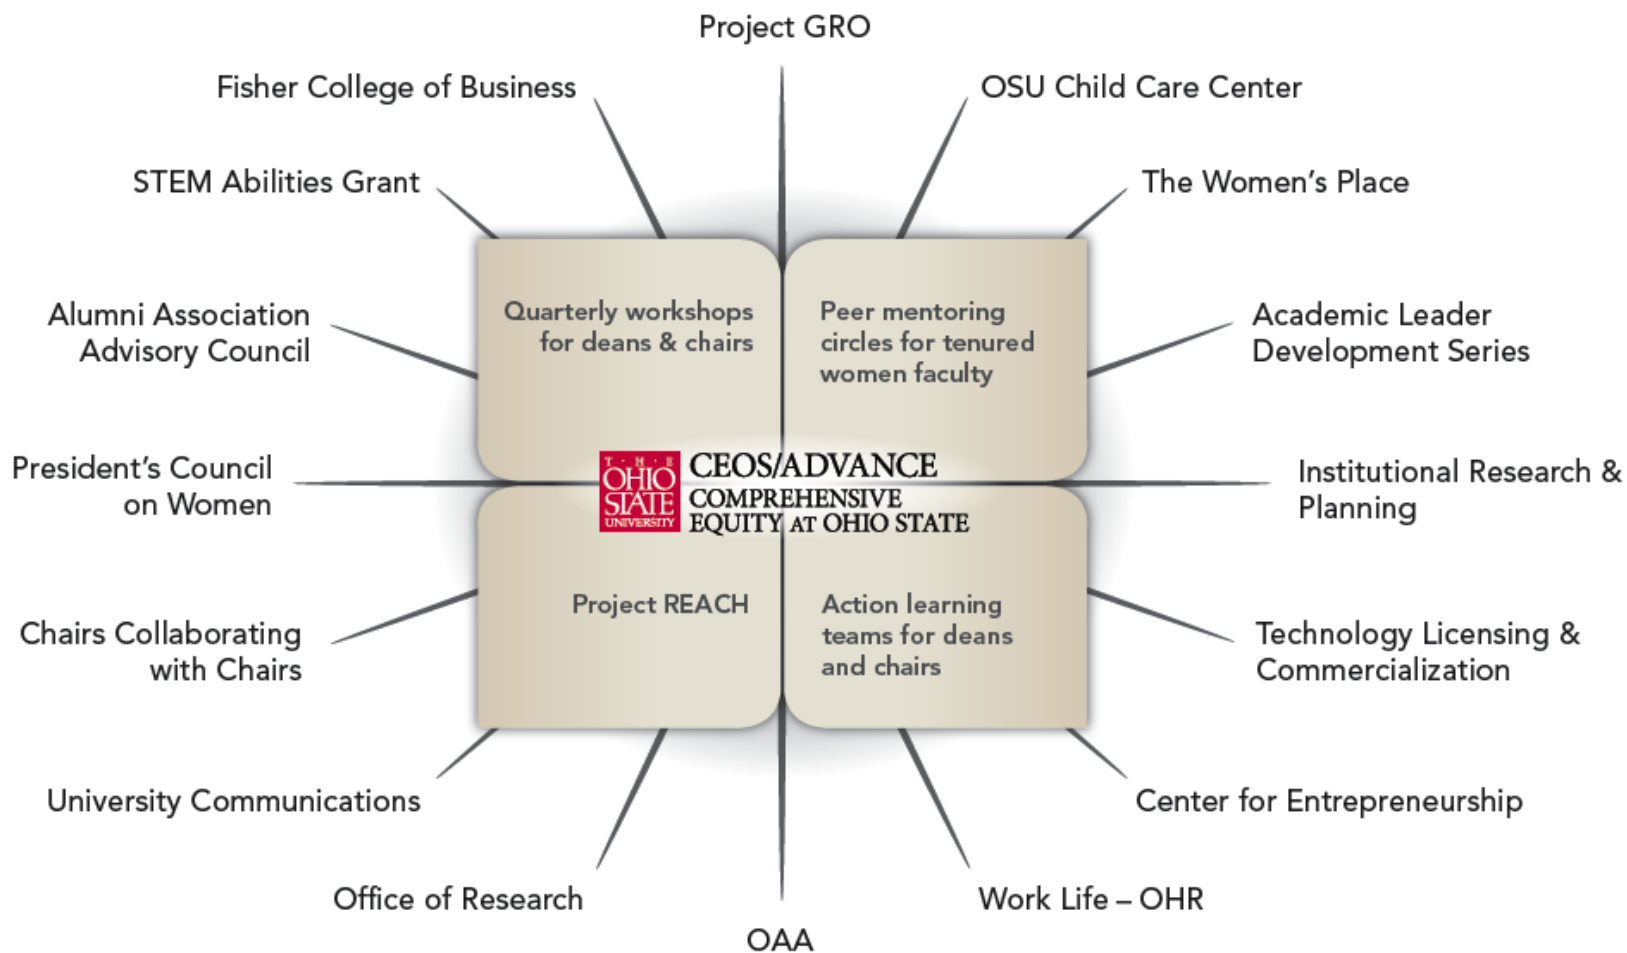 Project GRO
Fisher College of Business
OSU Child Care Center
STEM Abilities Grant
The Women's Place
Alumni Association
Advisory Council
Academic Leader
Development Series
President's Council
on Women
Institutional Research &
Planning
Chairs Collaborating
with Chairs
Technology Licensing &
Commercialization
University Communications
Center for Entrepreneurship
Office of Research
Work Life – OHR
OAA
Quarterly workshops
for deans & chairs
Peer mentoring
circles for tenured
women faculty
T · H · E
OHIO
STATE
UNIVERSITY
CEOS/ADVANCE
COMPREHENSIVE
EQUITY AT OHIO STATE
Project REACH
Action learning
teams for deans
and chairs